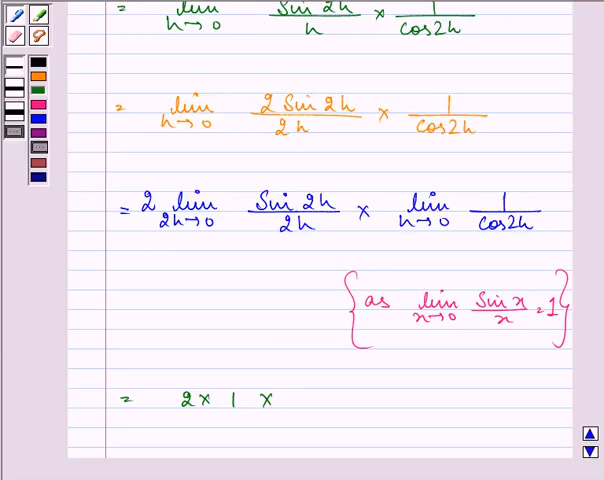 = lim h→0 sin 2h / h × 1 / cos2h
= lim h→0 2 Sin 2h / 2h × 1 / cos2h
= 2 lim 2h→0 Sin 2h / 2h × lim h→0 1 / cos2h
{ as lim x→0 Sin x / x = 1 }
= 2 × 1 ×